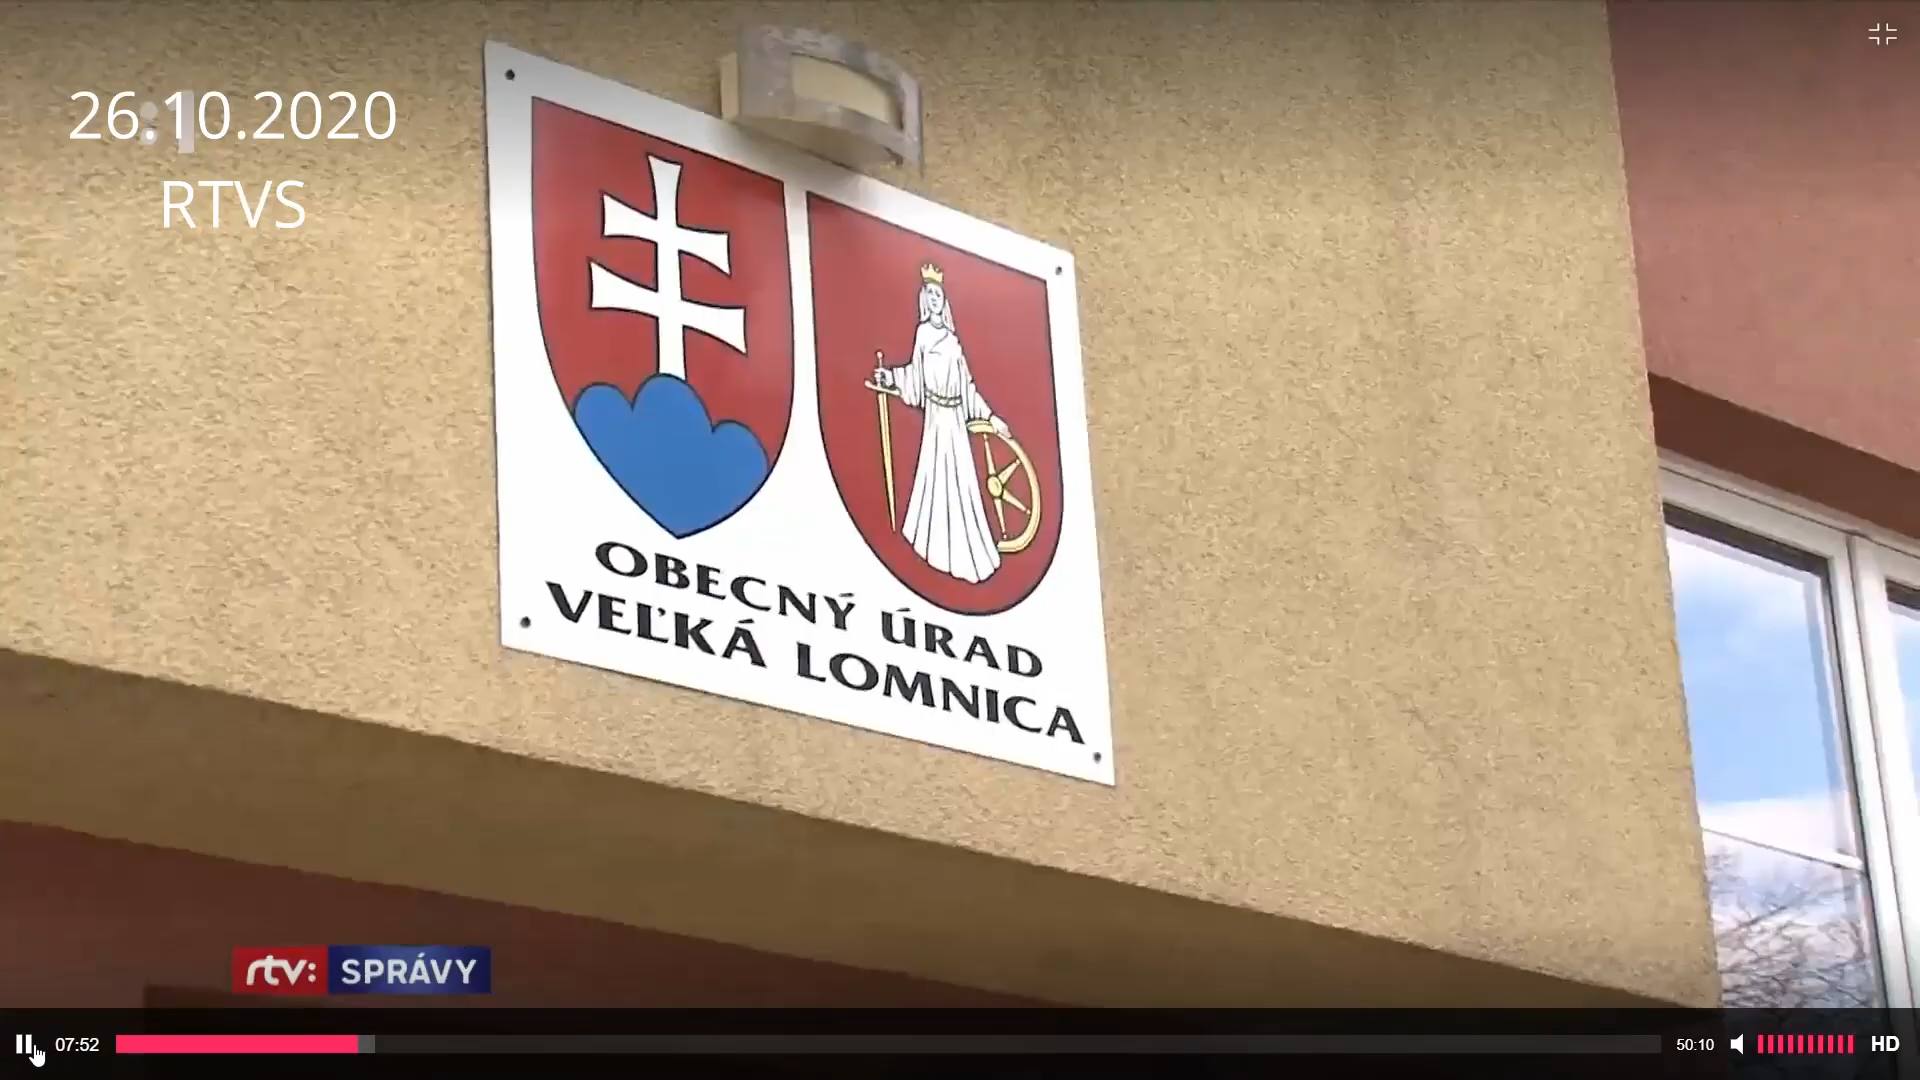 26.10.2020
RTVS
OBECNÝ ÚRAD
VEĽKÁ LOMNICA
rtv: SPRÁVY
07:52
50:10
HD